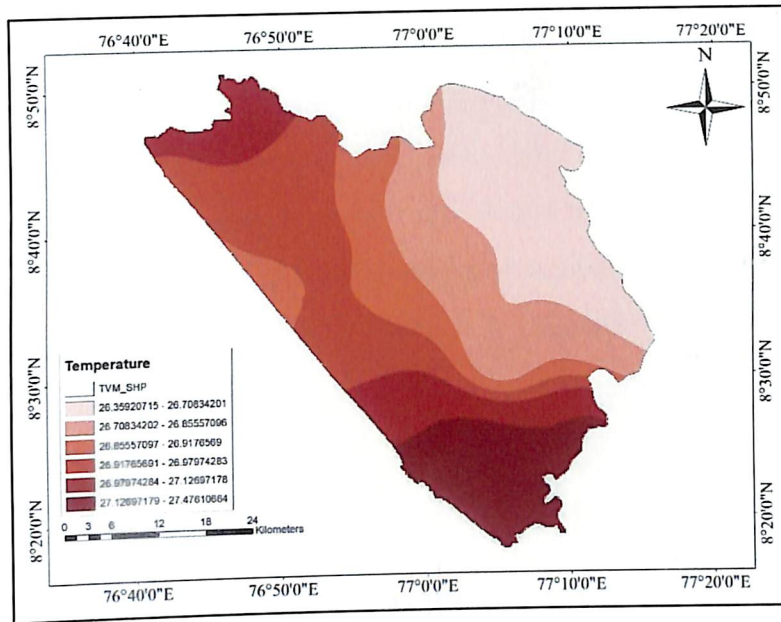 76°40'0"E 76°50'0"E 77°0'0"E 77°10'0"E 77°20'0"E
N
8°50'0"N 8°50'0"N
8°40'0"N 8°40'0"N
8°30'0"N 8°30'0"N
8°20'0"N 8°20'0"N
Temperature
TVM_SHP
26.35920715 - 26.70834201
26.70834202 - 26.85557096
26.85557097 - 26.9176569
26.91765691 - 26.97974283
26.97974284 - 27.12697178
27.12697179 - 27.47610664
0 3 6 12 18 24
Kilometers
76°40'0"E 76°50'0"E 77°0'0"E 77°10'0"E 77°20'0"E